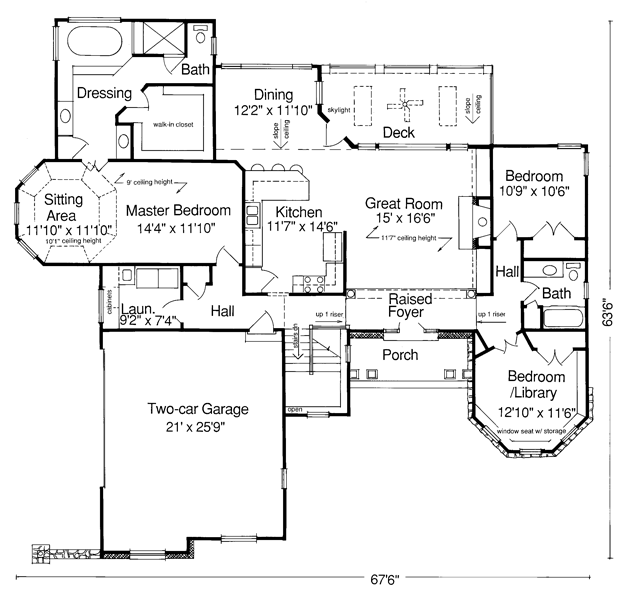 Bath
Dressing
walk-in closet
Dining
12'2" x 11'10"
slope
ceiling
skylight
Deck
slope
ceiling
9' ceiling height
Sitting
Area
11'10" x 11'10"
10'1" ceiling height
Master Bedroom
14'4" x 11'10"
Kitchen
11'7" x 14'6"
Great Room
15' x 16'6"
11'7" ceiling height
Bedroom
10'9" x 10'6"
Hall
Bath
cabinets
Laun.
9'2" x 7'4"
Hall
up 1 riser
Raised
Foyer
up 1 riser
stairs dn
Porch
open
Two-car Garage
21' x 25'9"
Bedroom
/Library
12'10" x 11'6"
window seat w/ storage
63'6"
67'6"